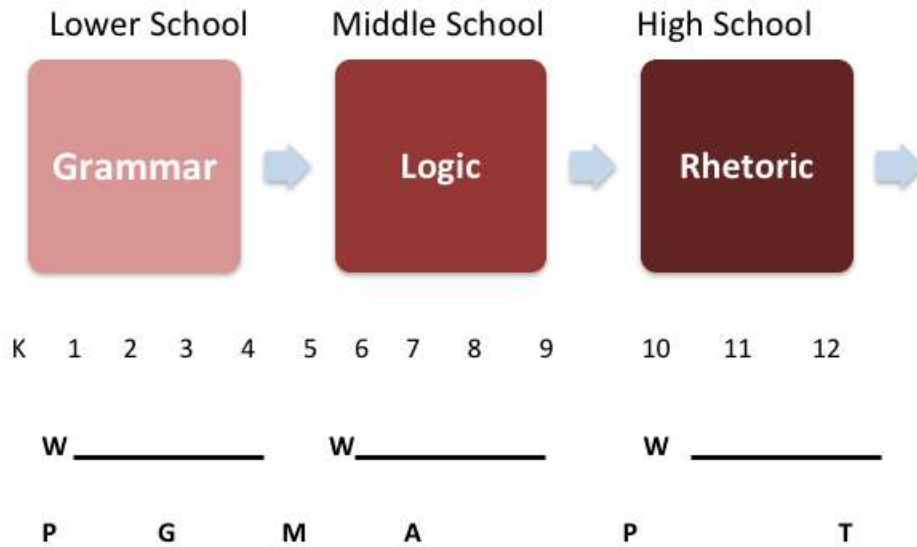 Lower School Middle School High School
Grammar Logic Rhetoric
K 1 2 3 4 5 6 7 8 9 10 11 12
W W W
P G M A P T